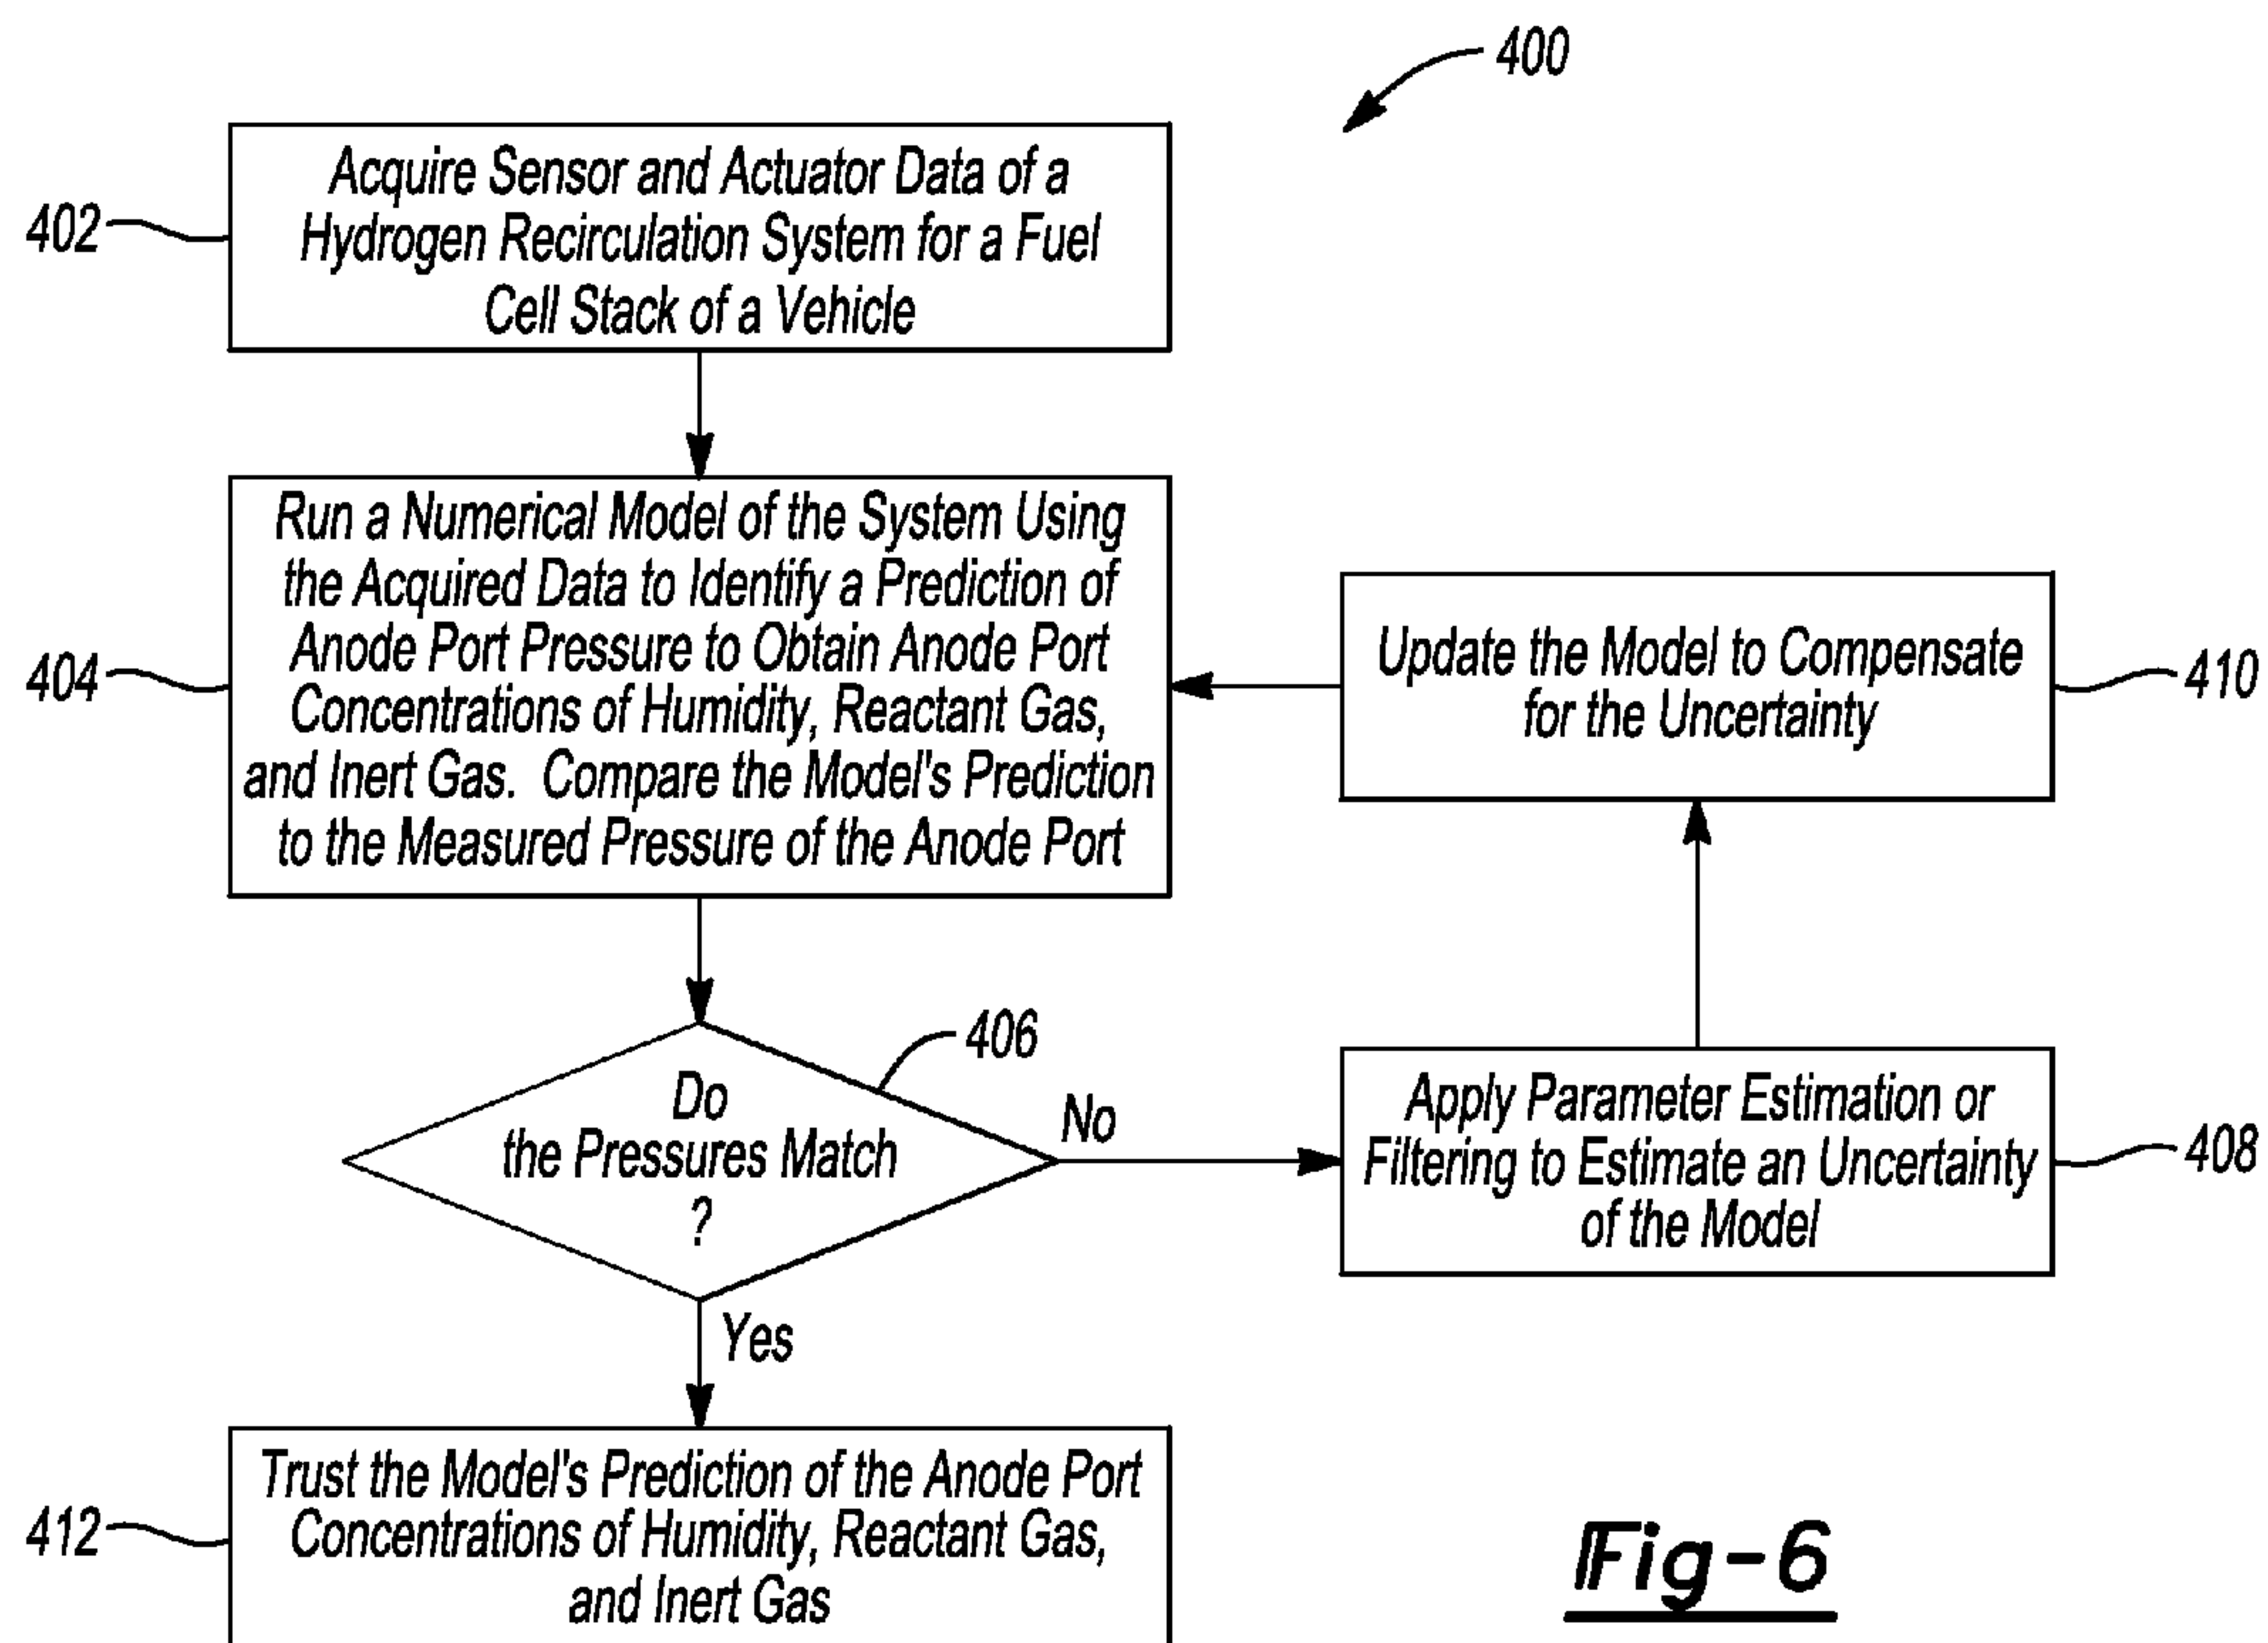 400
402
Acquire Sensor and Actuator Data of a
Hydrogen Recirculation System for a Fuel
Cell Stack of a Vehicle
404
Run a Numerical Model of the System Using
the Acquired Data to Identify a Prediction of
Anode Port Pressure to Obtain Anode Port
Concentrations of Humidity, Reactant Gas,
and Inert Gas. Compare the Model's Prediction
to the Measured Pressure of the Anode Port
Update the Model to Compensate
for the Uncertainty
410
406
Do
the Pressures Match
?
No
Apply Parameter Estimation or
Filtering to Estimate an Uncertainty
of the Model
408
Yes
412
Trust the Model's Prediction of the Anode Port
Concentrations of Humidity, Reactant Gas,
and Inert Gas
Fig-6